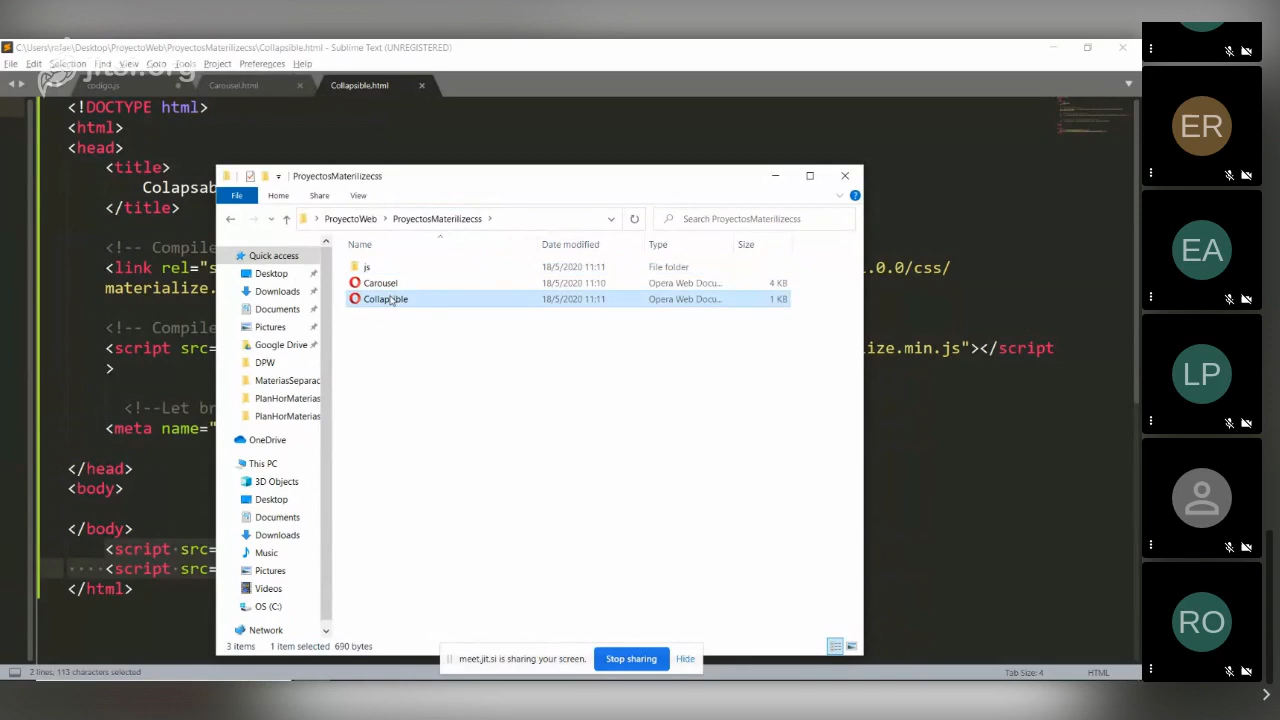 C:\Users\rafae\Desktop\ProyectoWeb\ProyectosMaterilizecss\Collapsible.html - Sublime Text (UNREGISTERED)
File Edit Selection Find View Goto Tools Project Preferences Help
jitsi.org
codigo.js Carousel.html Collapsible.html
<!DOCTYPE html>
<html>
<head>
<title>
Colapsab
</title>
<!-- Compile
<link rel="s .0.0/css/
materialize.
<!-- Compile
<script src= ize.min.js"></script
>
<!--Let br
<meta name="
</head>
<body>
</body>
<script src=
<script src=
</html>
2 lines, 113 characters selected
Tab Size: 4
HTML
ProyectosMaterilizecss
File Home Share View
ProyectoWeb ProyectosMaterilizecss
Search ProyectosMaterilizecss
Name Date modified Type Size
js 18/5/2020 11:11 File folder
Carousel 18/5/2020 11:10 Opera Web Docu... 4 KB
Collapsible 18/5/2020 11:11 Opera Web Docu... 1 KB
Quick access
Desktop
Downloads
Documents
Pictures
Google Drive
DPW
MateriasSeparac
PlanHorMaterias
PlanHorMaterias
OneDrive
This PC
3D Objects
Desktop
Documents
Downloads
Music
Pictures
Videos
OS (C:)
Network
3 items 1 item selected 690 bytes
meet.jit.si is sharing your screen. Stop sharing Hide
ER
EA
LP
RO